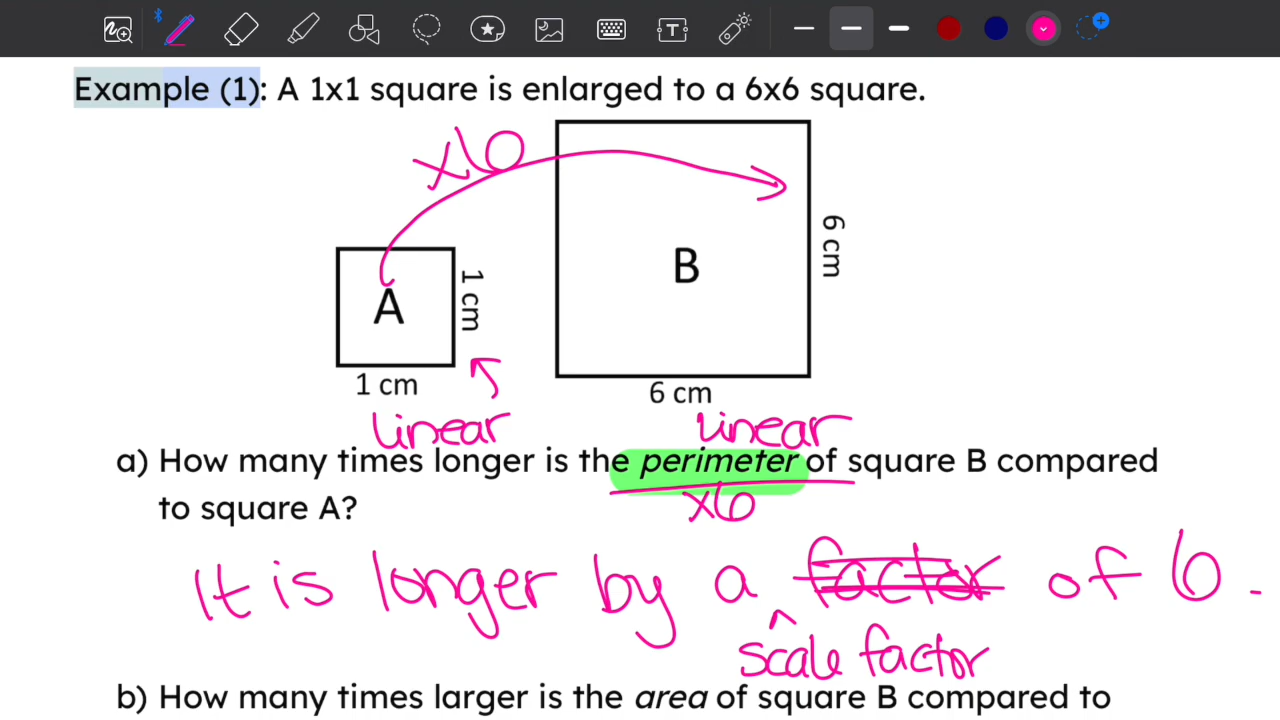 Example (1): A 1x1 square is enlarged to a 6x6 square.
x6
A
1 cm
1 cm
B
6 cm
6 cm
linear
linear
a) How many times longer is the perimeter of square B compared
to square A?
x6
It is longer by a factor of 6.
scale factor
b) How many times larger is the area of square B compared to